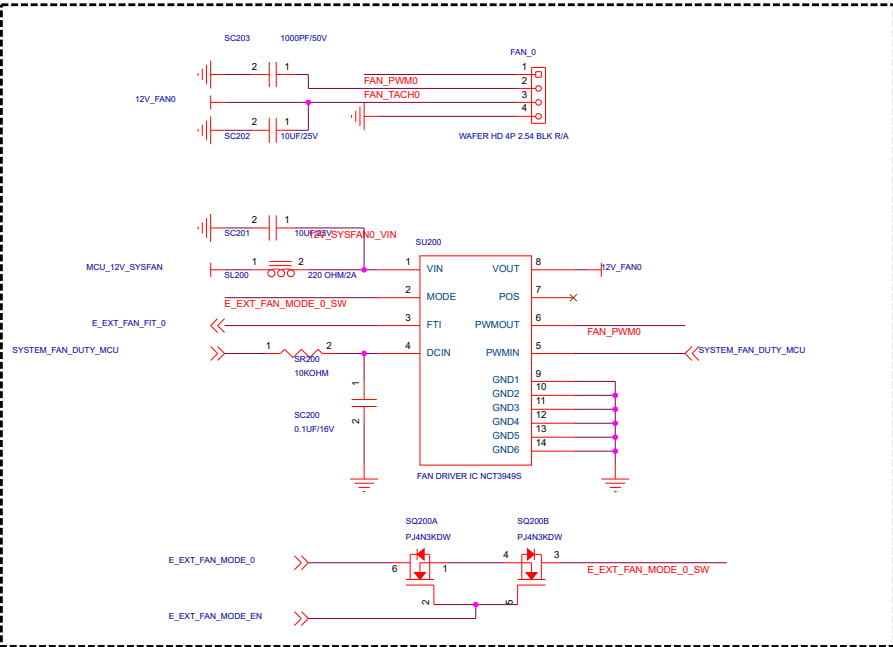 SC203 1000PF/50V
FAN_0
2 1
1
FAN_PWM0
2
FAN_TACH0
3
12V_FAN0
4
2 1
SC202 10UF/25V
WAFER HD 4P 2.54 BLK R/A
2 1
SC201 10UF/25V
12V_SYSFAN0_VIN
SU200
MCU_12V_SYSFAN
1 2
1 VIN VOUT 8
12V_FAN0
SL200 220 OHM/2A
2 MODE POS 7
E_EXT_FAN_MODE_0_SW
E_EXT_FAN_FIT_0
3 FTI PWMOUT 6
FAN_PWM0
SYSTEM_FAN_DUTY_MCU
1 2
4 DCIN PWMIN 5
SYSTEM_FAN_DUTY_MCU
SR200
10KOHM
GND1 9
GND2 10
GND3 11
GND4 12
GND5 13
GND6 14
1
SC200
2
0.1UF/16V
FAN DRIVER IC NCT3949S
SQ200A SQ200B
PJ4N3KDW PJ4N3KDW
E_EXT_FAN_MODE_0
6 1 4 3
E_EXT_FAN_MODE_0_SW
2 5
E_EXT_FAN_MODE_EN